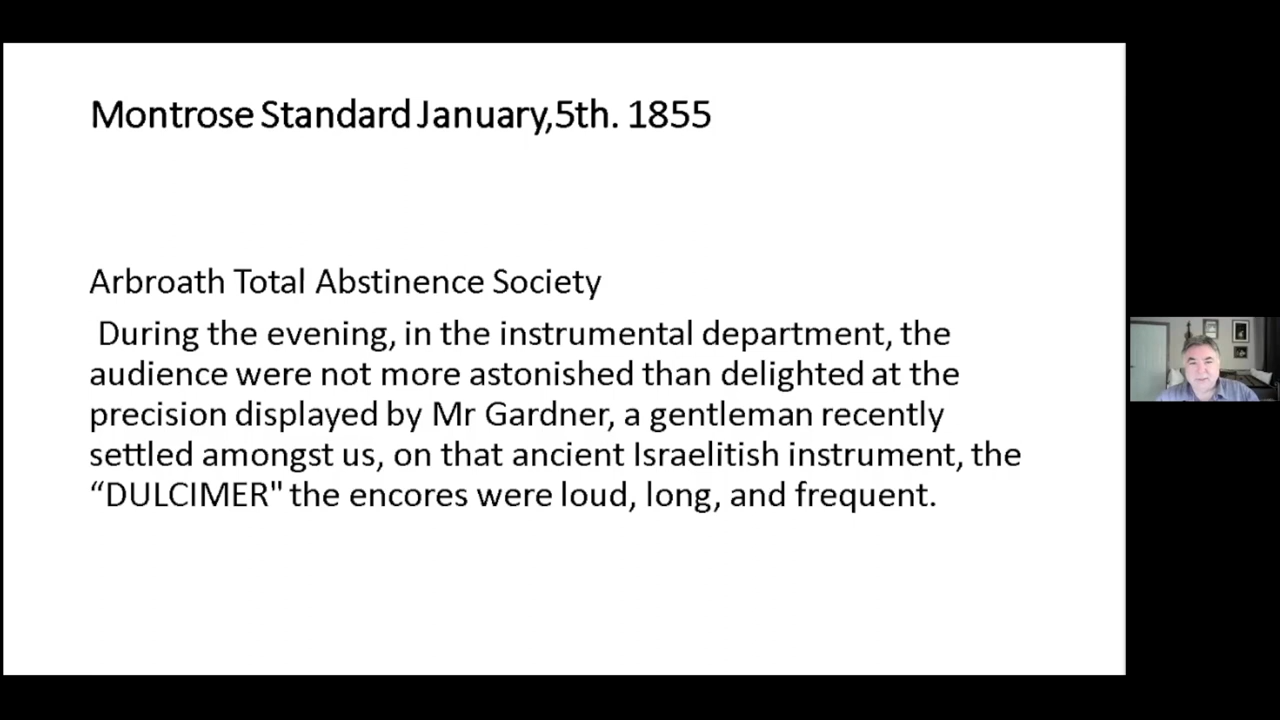 Montrose Standard January,5th. 1855
Arbroath Total Abstinence Society
During the evening, in the instrumental department, the
audience were not more astonished than delighted at the
precision displayed by Mr Gardner, a gentleman recently
settled amongst us, on that ancient Israelitish instrument, the
“DULCIMER" the encores were loud, long, and frequent.